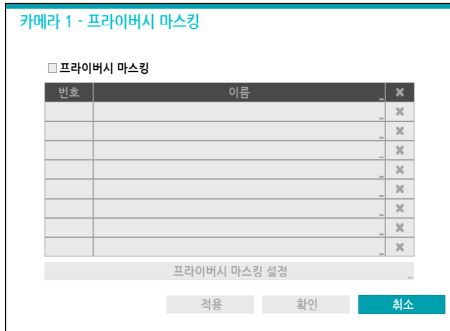 카메라 1 - 프라이버시 마스킹
프라이버시 마스킹
번호 이름
프라이버시 마스킹 설정
적용 확인 취소